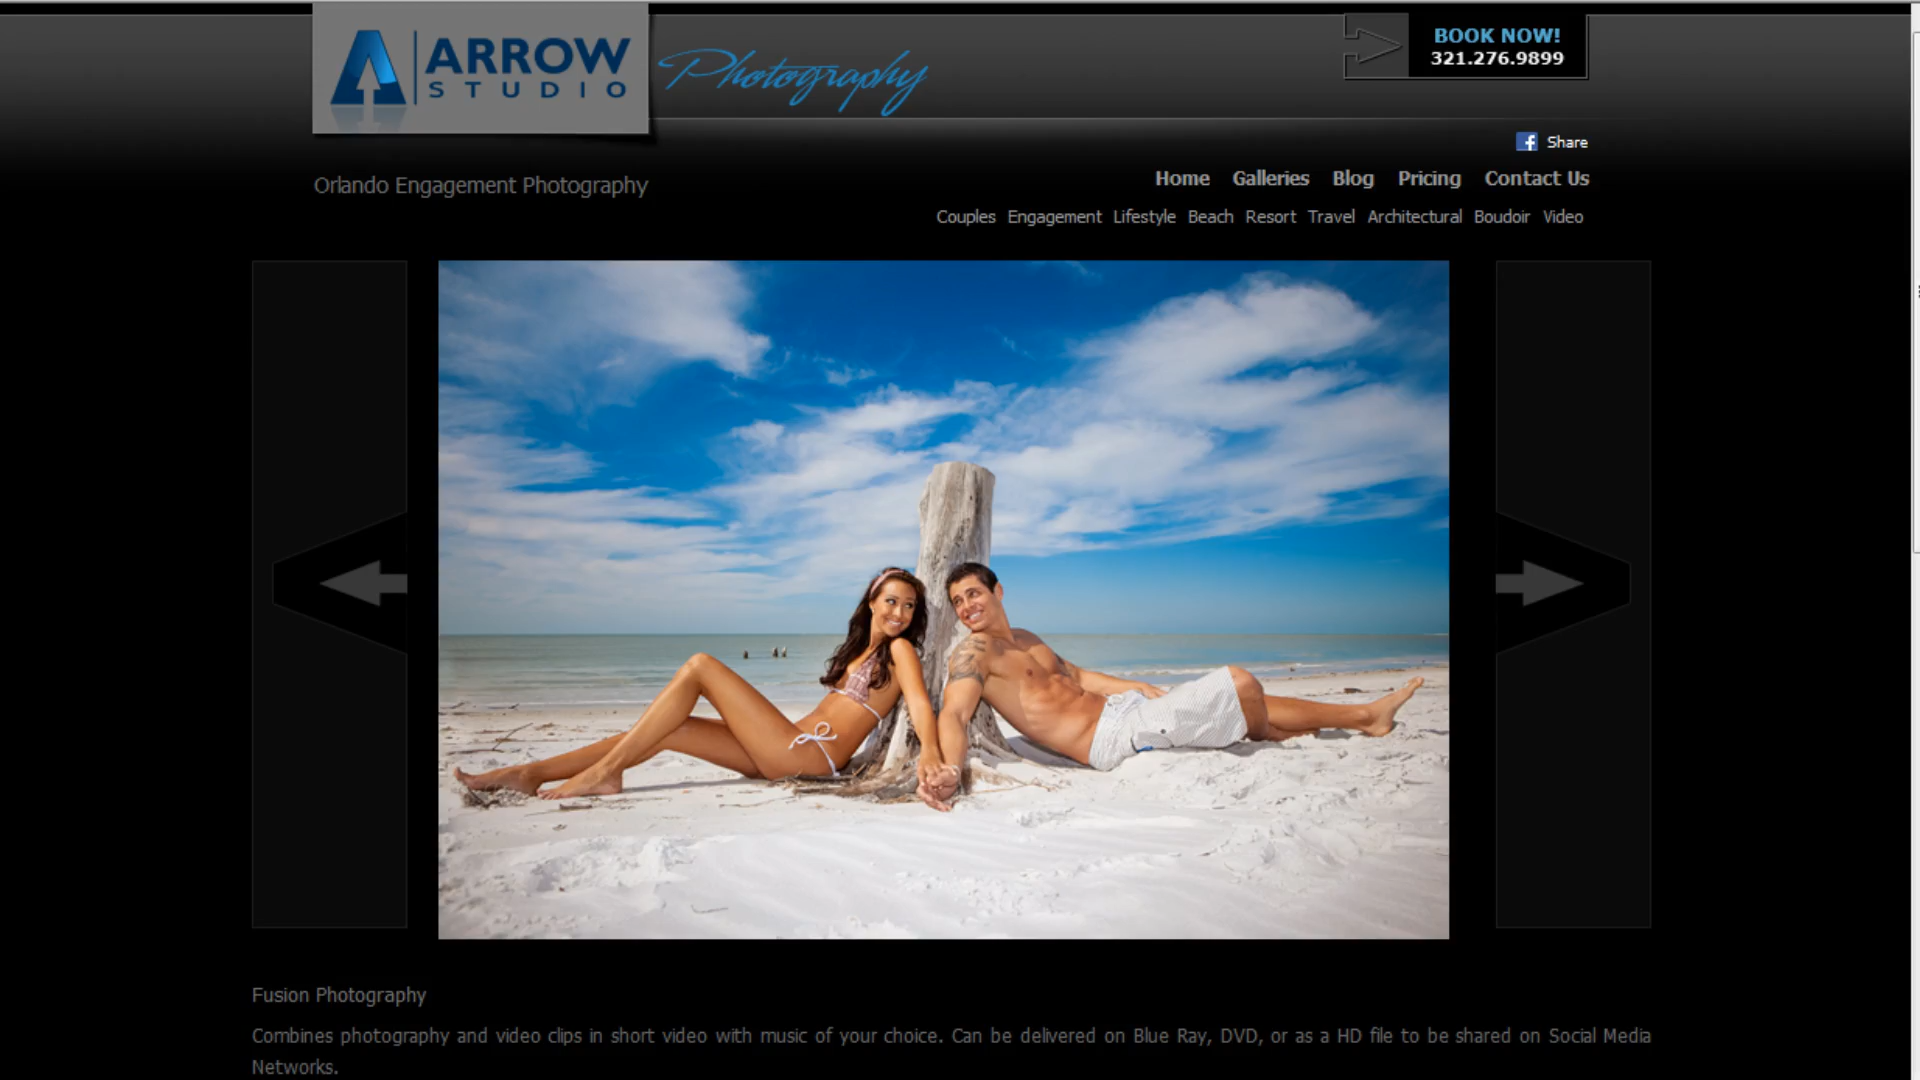 ARROW
STUDIO
Photography
BOOK NOW!
321.276.9899
Share
Orlando Engagement Photography
Home Galleries Blog Pricing Contact Us
Couples Engagement Lifestyle Beach Resort Travel Architectural Boudoir Video
Fusion Photography
Combines photography and video clips in short video with music of your choice. Can be delivered on Blue Ray, DVD, or as a HD file to be shared on Social Media
Networks.